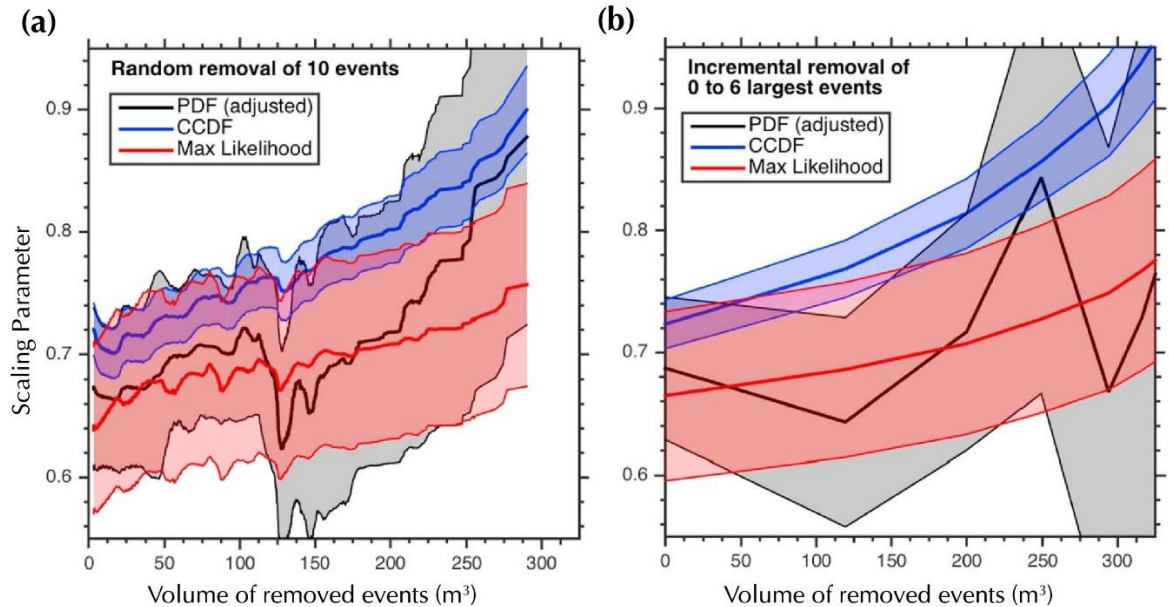 (a)
Random removal of 10 events
PDF (adjusted)
CCDF
Max Likelihood
Scaling Parameter
0.9
0.8
0.7
0.6
0 50 100 150 200 250 300
Volume of removed events (m³)
(b)
Incremental removal of
0 to 6 largest events
PDF (adjusted)
CCDF
Max Likelihood
0.9
0.8
0.7
0.6
0 50 100 150 200 250 300
Volume of removed events (m³)